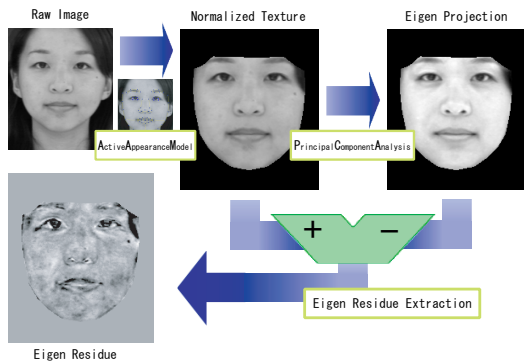 Raw Image
Normalized Texture
Eigen Projection
ActiveAppearanceModel
PrincipalComponentAnalysis
+
−
Eigen Residue Extraction
Eigen Residue